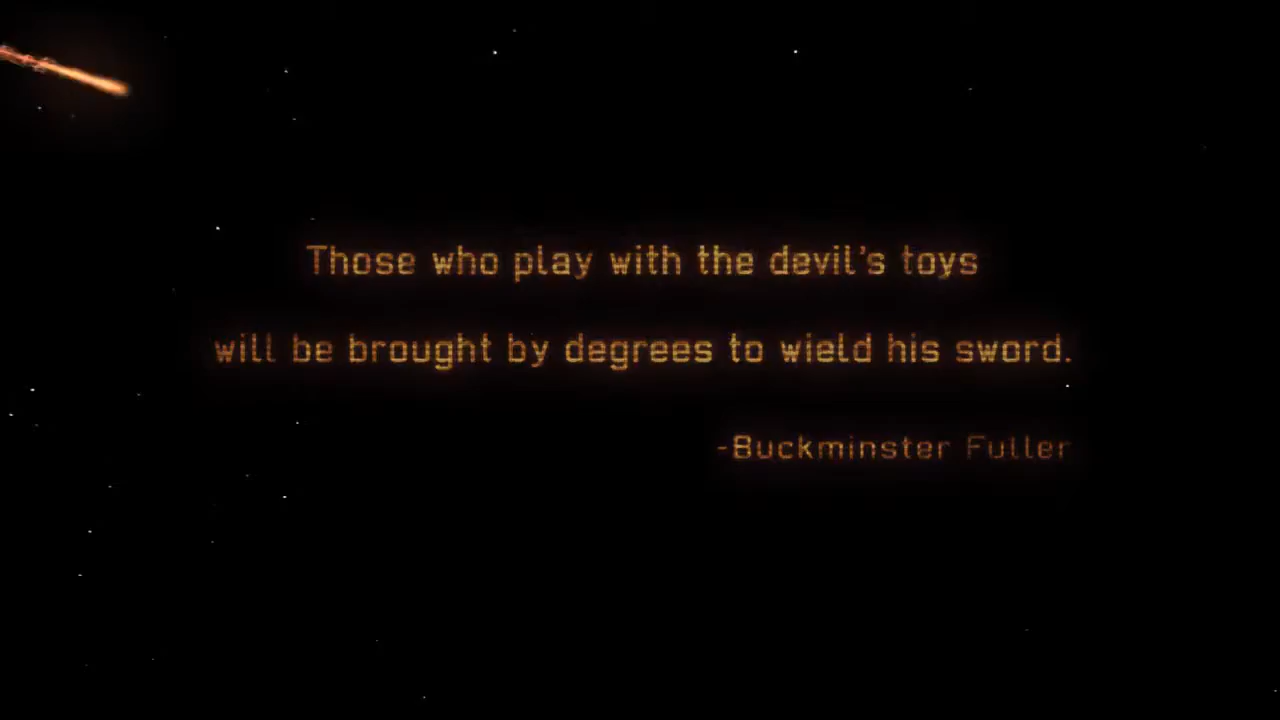 Those who play with the devil's toys
will be brought by degrees to wield his sword.
-Buckminster Fuller